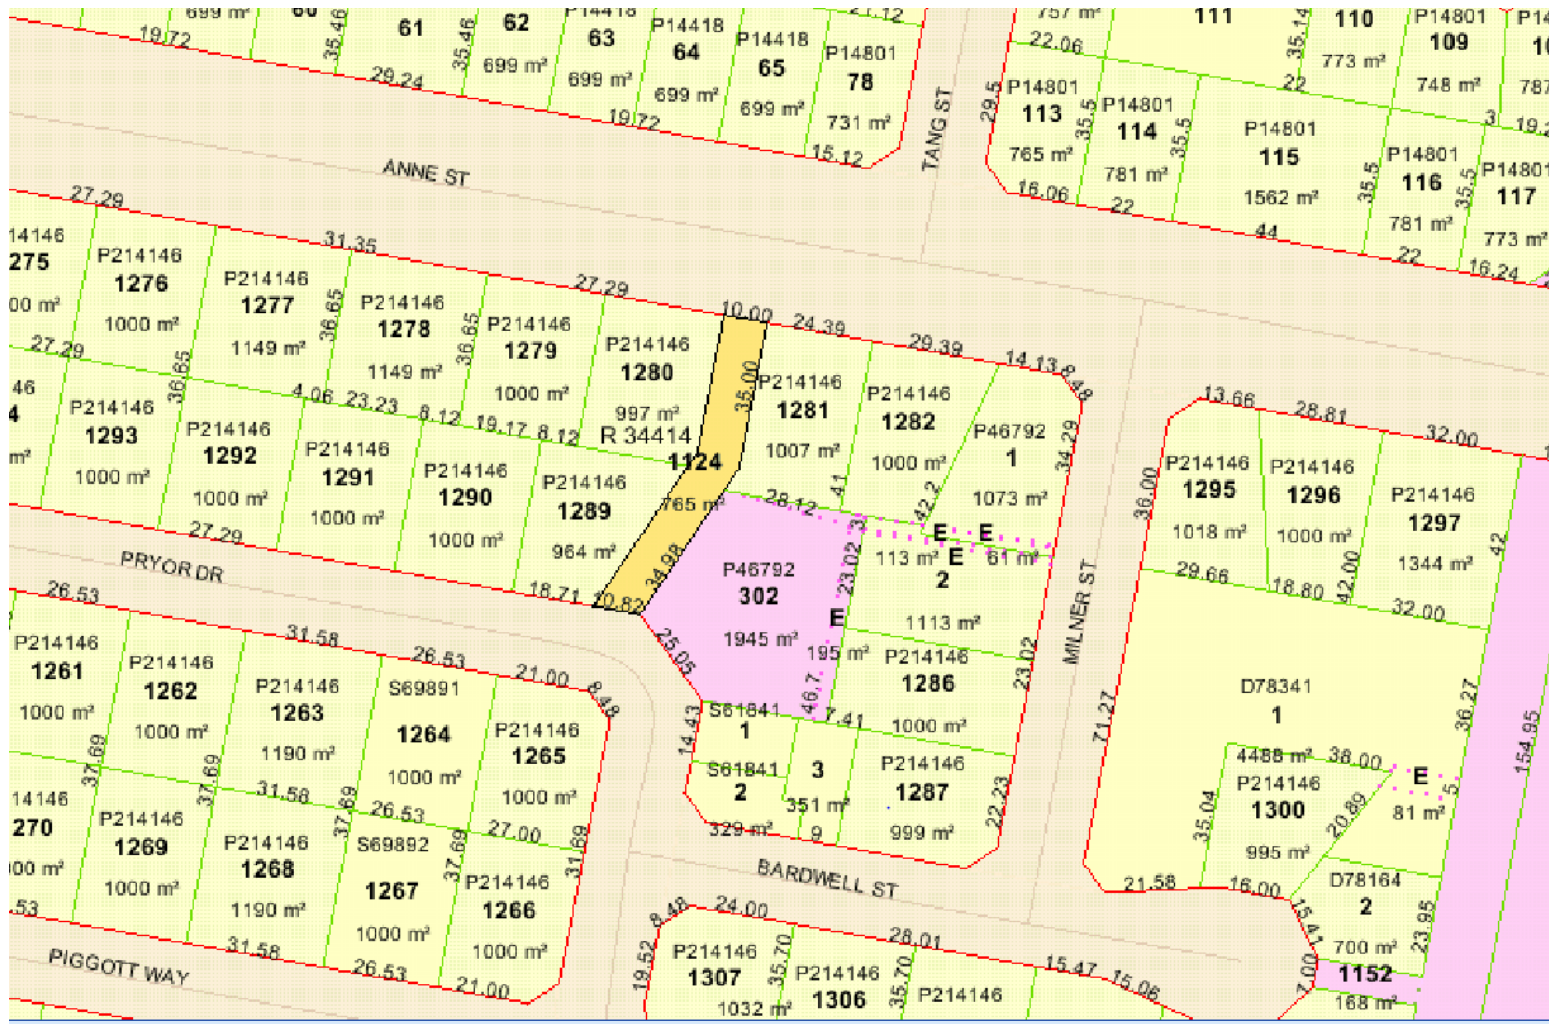 699 m²
60
61
62
P14418
63
P14418
64
P14418
65
P14801
78
27.12
757 m²
111
110
P14801
109
35.46
35.46
699 m²
699 m²
699 m²
699 m²
731 m²
19.72
29.24
19.72
15.12
TANG ST
22.06
35.14
773 m²
748 m²
29.5
P14801
113
765 m²
35.5
P14801
114
781 m²
35.5
22
P14801
115
1562 m²
35.5
P14801
116
781 m²
35.5
3
P14801
117
773 m²
16.06
22
44
22
16.24
ANNE ST
27.29
31.35
27.29
10.00
24.39
29.39
14.13
8.48
14146
275
00 m²
P214146
1276
1000 m²
P214146
1277
1149 m²
36.65
P214146
1278
1149 m²
36.65
P214146
1279
1000 m²
P214146
1280
997 m²
R 34414
1124
765 m²
35.00
P214146
1281
1007 m²
P214146
1282
1000 m²
P46792
1
1073 m²
34.29
27.29
36.65
4.06
23.23
8.12
19.17
8.12
46
4
m²
P214146
1293
1000 m²
P214146
1292
1000 m²
P214146
1291
1000 m²
P214146
1290
1000 m²
P214146
1289
964 m²
34.98
28.12
41
42.2
3
E
E
E
113 m²
61 m²
2
1113 m²
P46792
302
1945 m²
23.02
E
195 m²
46.7
13.66
28.81
32.00
36.00
P214146
1295
1018 m²
P214146
1296
1000 m²
P214146
1297
1344 m²
42
29.66
18.80
42.00
32.00
MILNER ST
27.29
PRYOR DR
18.71
10.82
25.05
26.53
31.58
26.53
21.00
8.48
P214146
1261
1000 m²
P214146
1262
1000 m²
P214146
1263
1190 m²
S69891
1264
1000 m²
P214146
1265
1000 m²
37.69
37.69
31.58
37.69
26.53
37.69
27.00
31.69
14146
270
00 m²
P214146
1269
1000 m²
P214146
1268
1190 m²
S69892
1267
1000 m²
P214146
1266
1000 m²
.53
31.58
26.53
21.00
PIGGOTT WAY
14.43
S61841
1
S61841
2
329 m²
3
351 m²
9
7.41
P214146
1286
1000 m²
23.02
P214146
1287
999 m²
22.23
BARDWELL ST
71.27
D78341
1
4488 m²
38.00
36.27
154.95
P214146
1300
995 m²
35.04
20.89
E
81 m²
5
21.58
16.00
D78164
2
700 m²
23.95
15.41
1152
168 m²
7.00
8.48
24.00
28.01
15.47
15.06
19.52
P214146
1307
1032 m²
35.70
P214146
1306
35.70
P214146